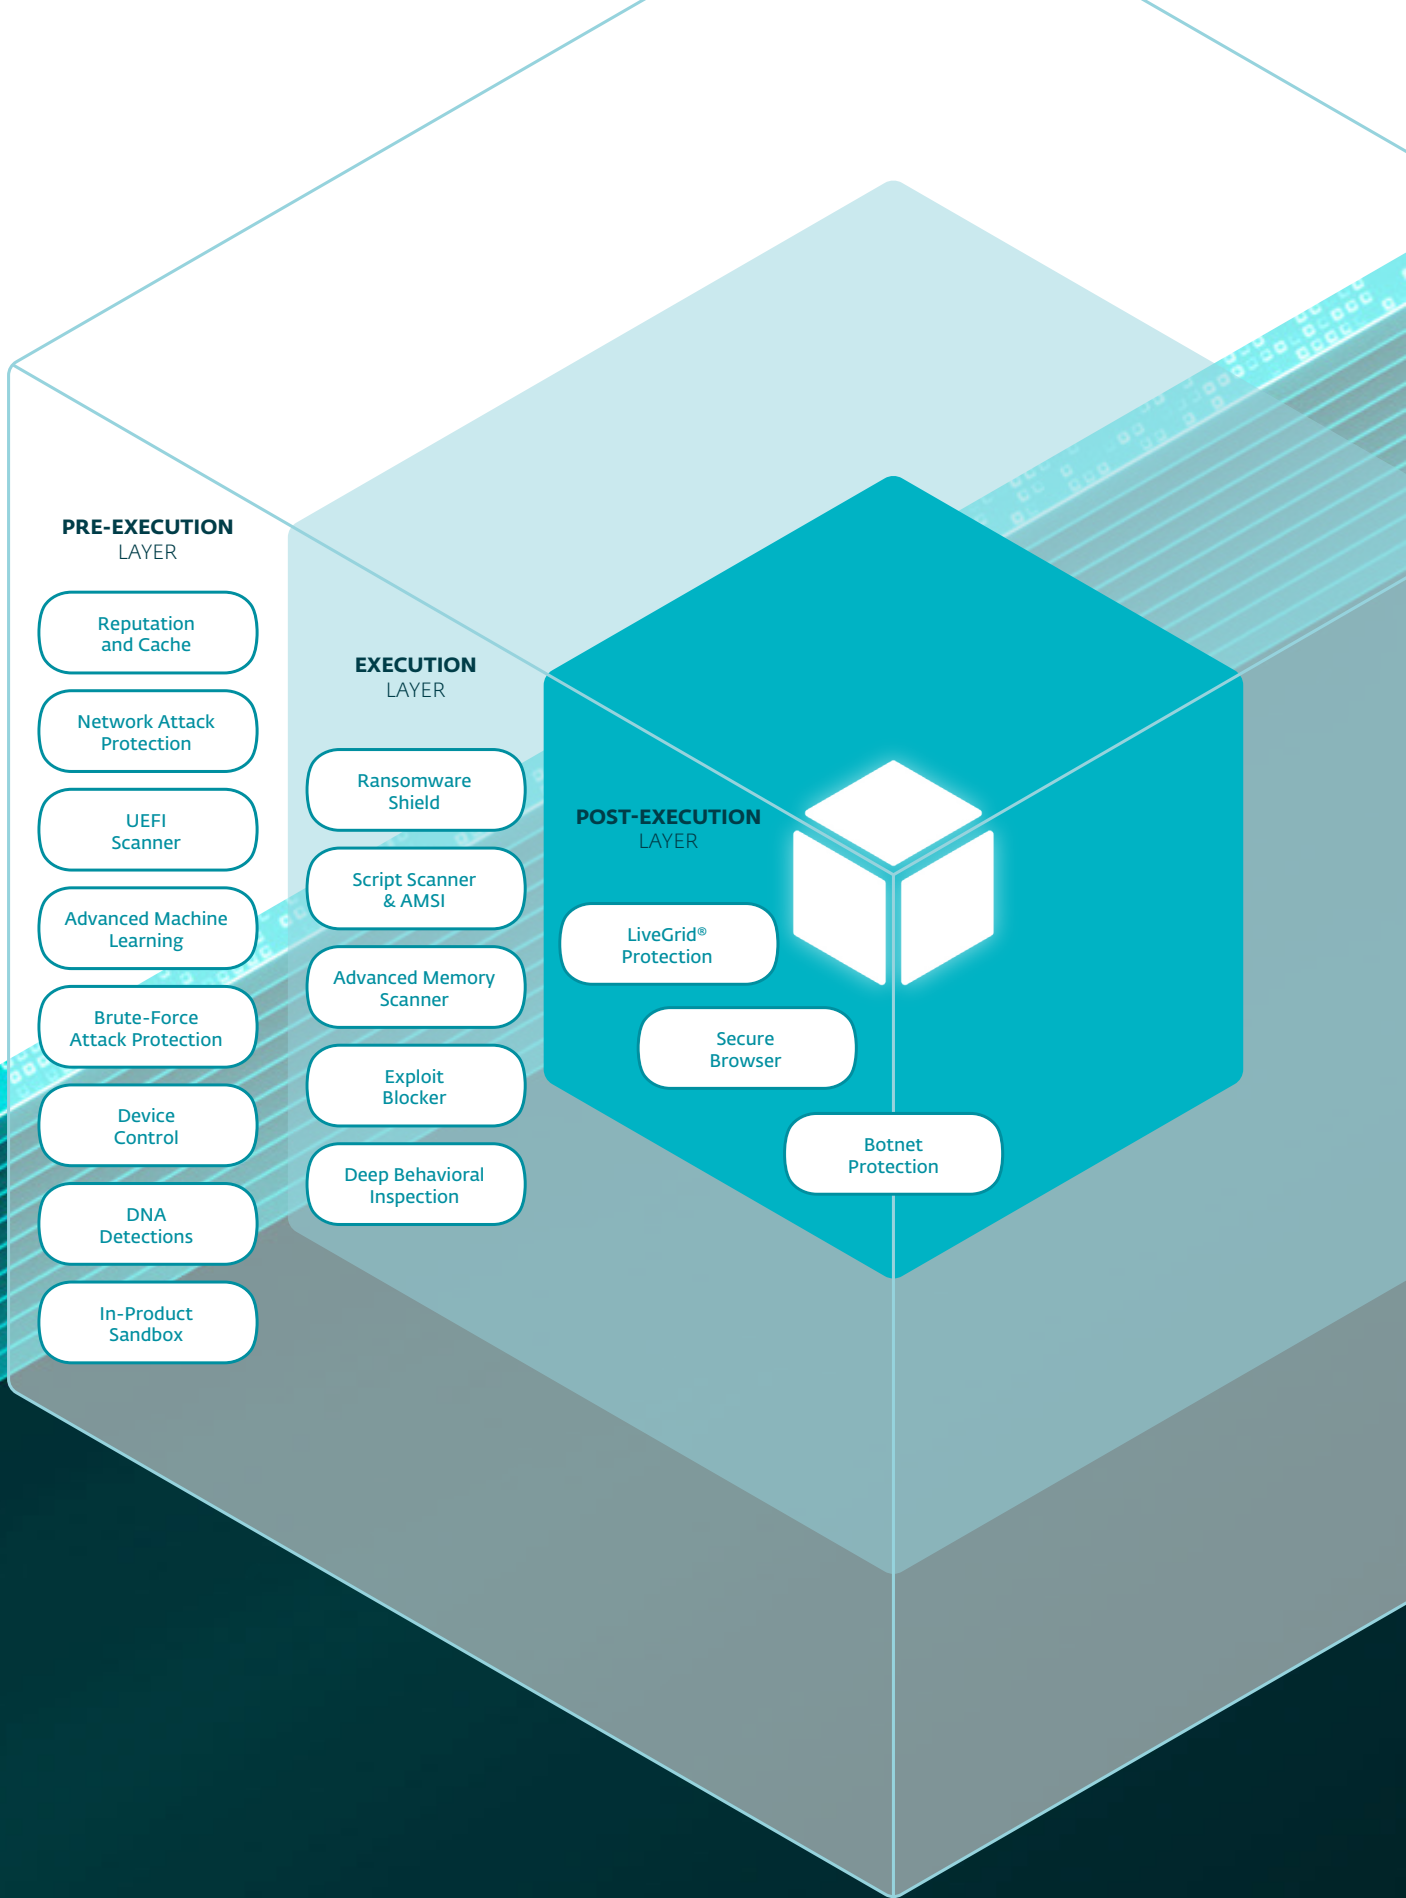 PRE-EXECUTION
LAYER
Reputation
and Cache
Network Attack
Protection
UEFI
Scanner
Advanced Machine
Learning
Brute-Force
Attack Protection
Device
Control
DNA
Detections
In-Product
Sandbox
EXECUTION
LAYER
Ransomware
Shield
Script Scanner
& AMSI
Advanced Memory
Scanner
Exploit
Blocker
Deep Behavioral
Inspection
POST-EXECUTION
LAYER
LiveGrid®
Protection
Secure
Browser
Botnet
Protection